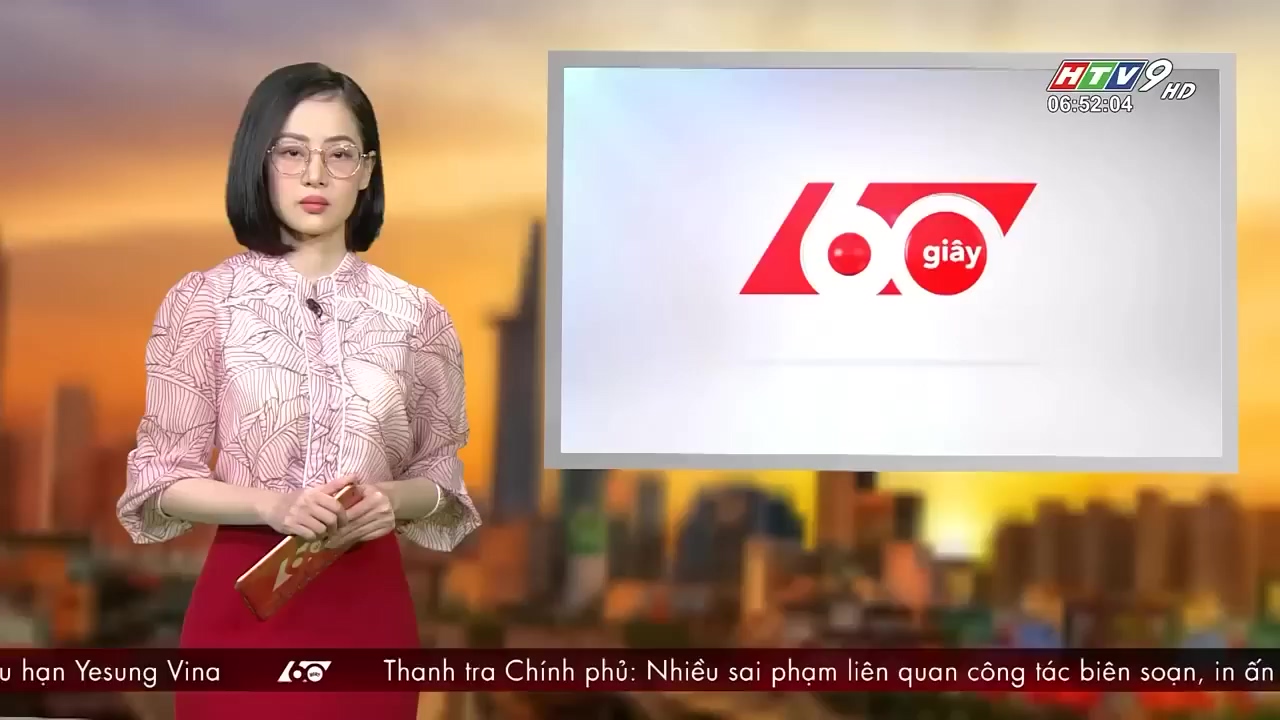 HTV9 HD
06:52:04
60 giây
u hạn Yesung Vina 60 giây Thanh tra Chính phủ: Nhiều sai phạm liên quan công tác biên soạn, in ấn